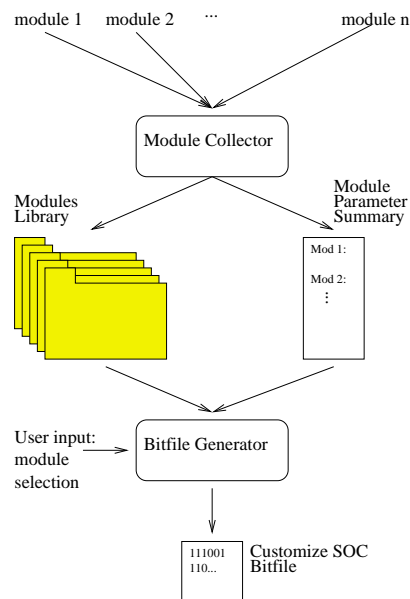 module 1
module 2
...
module n
Module Collector
Modules
Library
Module
Parameter
Summary
Mod 1:
Mod 2:
⋮
User input:
module
selection
Bitfile Generator
111001
110...
Customize SOC
Bitfile